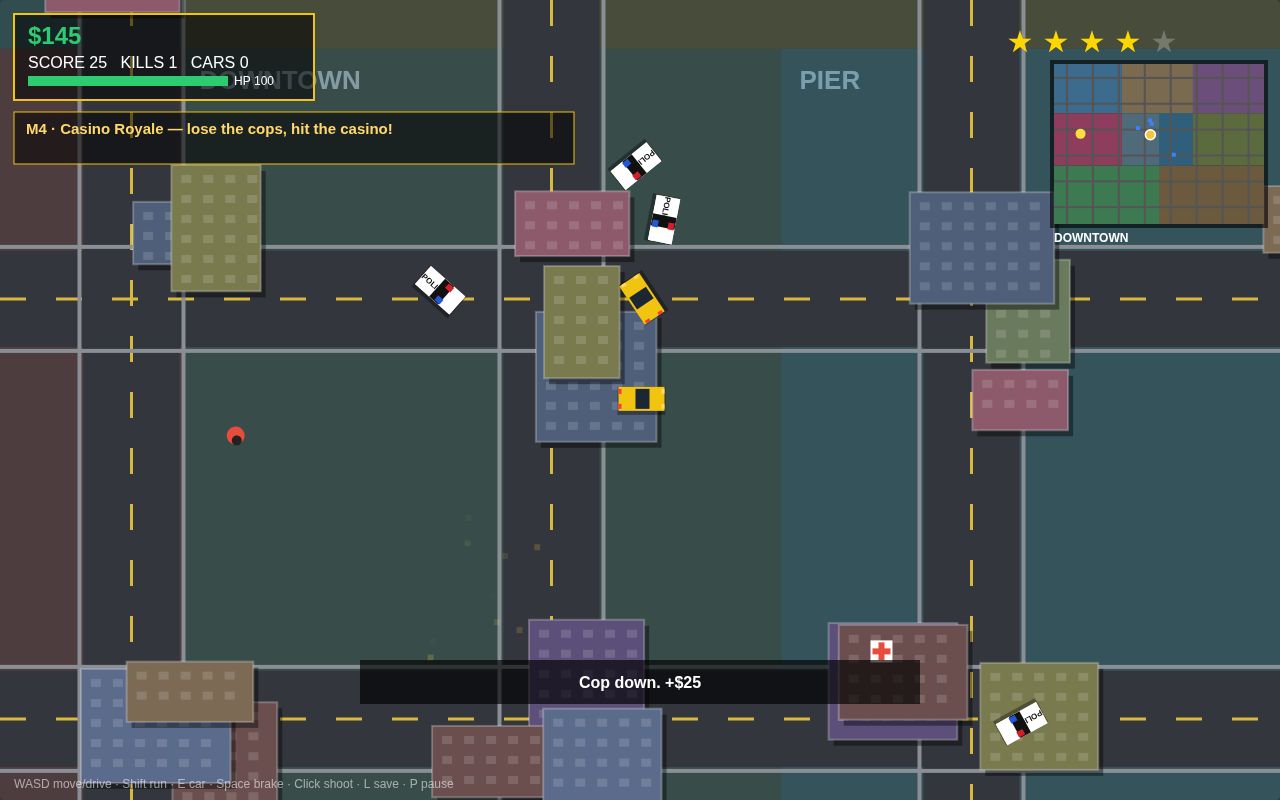 $145
SCORE 25 KILLS 1 CARS 0
HP 100
DOWNTOWN
PIER
M4 · Casino Royale — lose the cops, hit the casino!
DOWNTOWN
Cop down. +$25
WASD move/drive · Shift run · E car · Space brake · Click shoot · L save · P pause